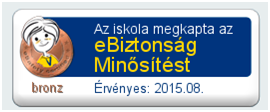 Az iskola megkapta az
eBiztonság
Minősítést
bronz
Érvényes: 2015.08.